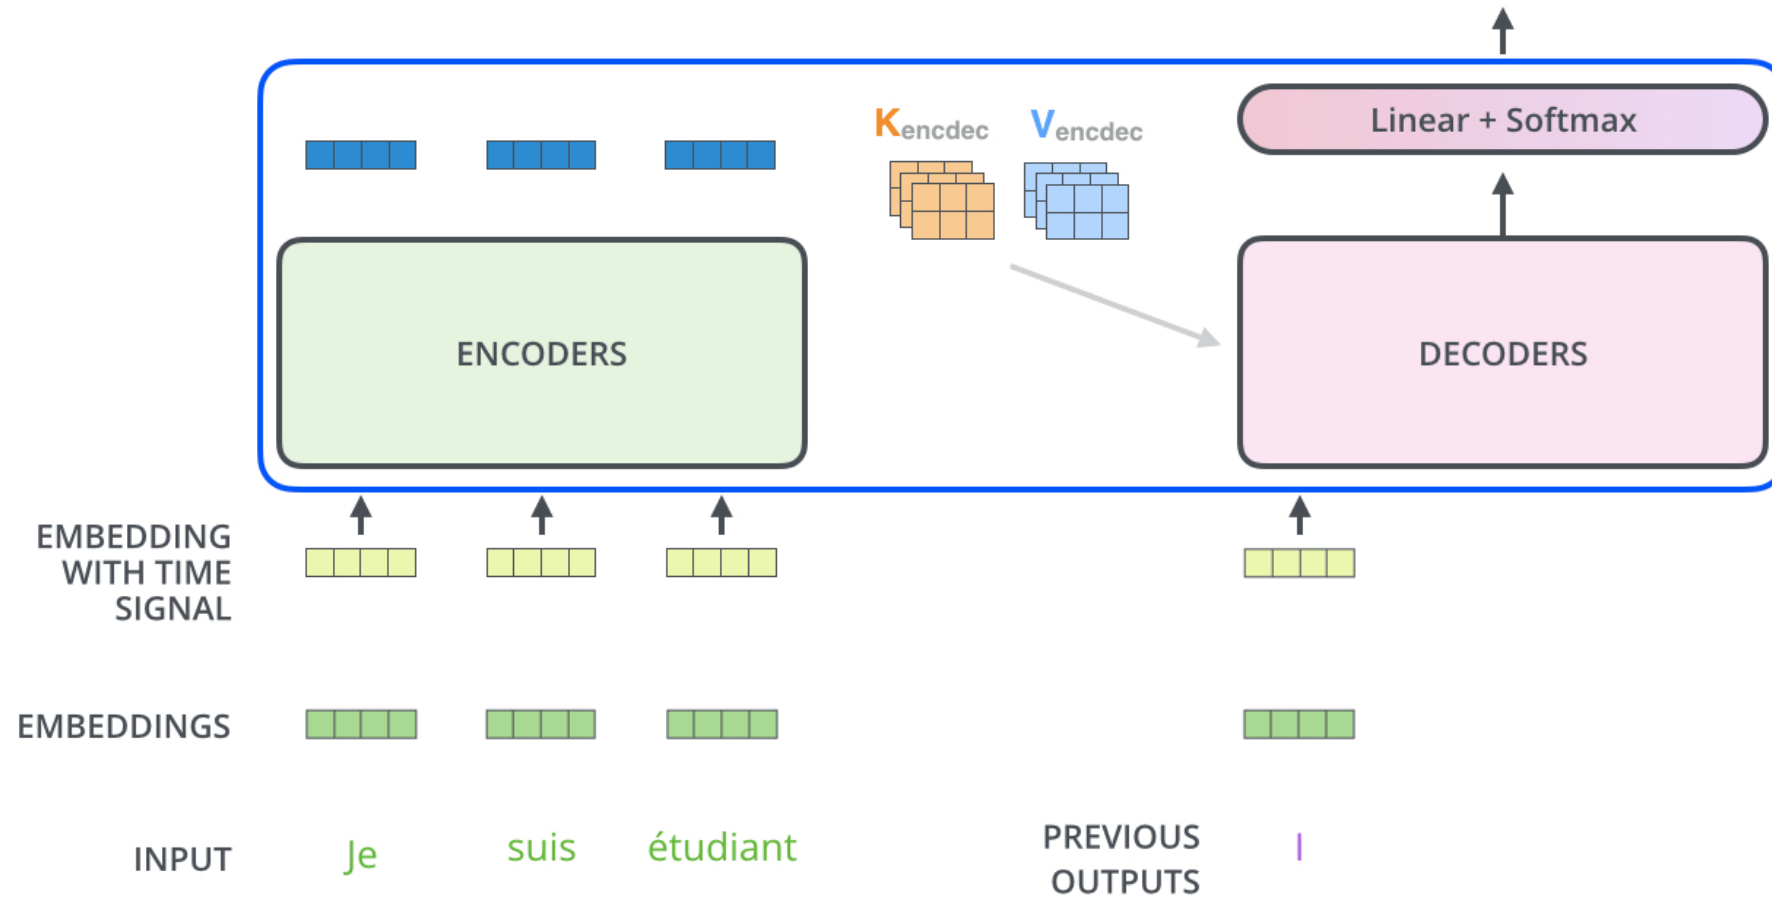 Kencdec Vencdec
Linear + Softmax
ENCODERS
DECODERS
EMBEDDING
WITH TIME
SIGNAL
EMBEDDINGS
INPUT Je suis étudiant
PREVIOUS
OUTPUTS
I